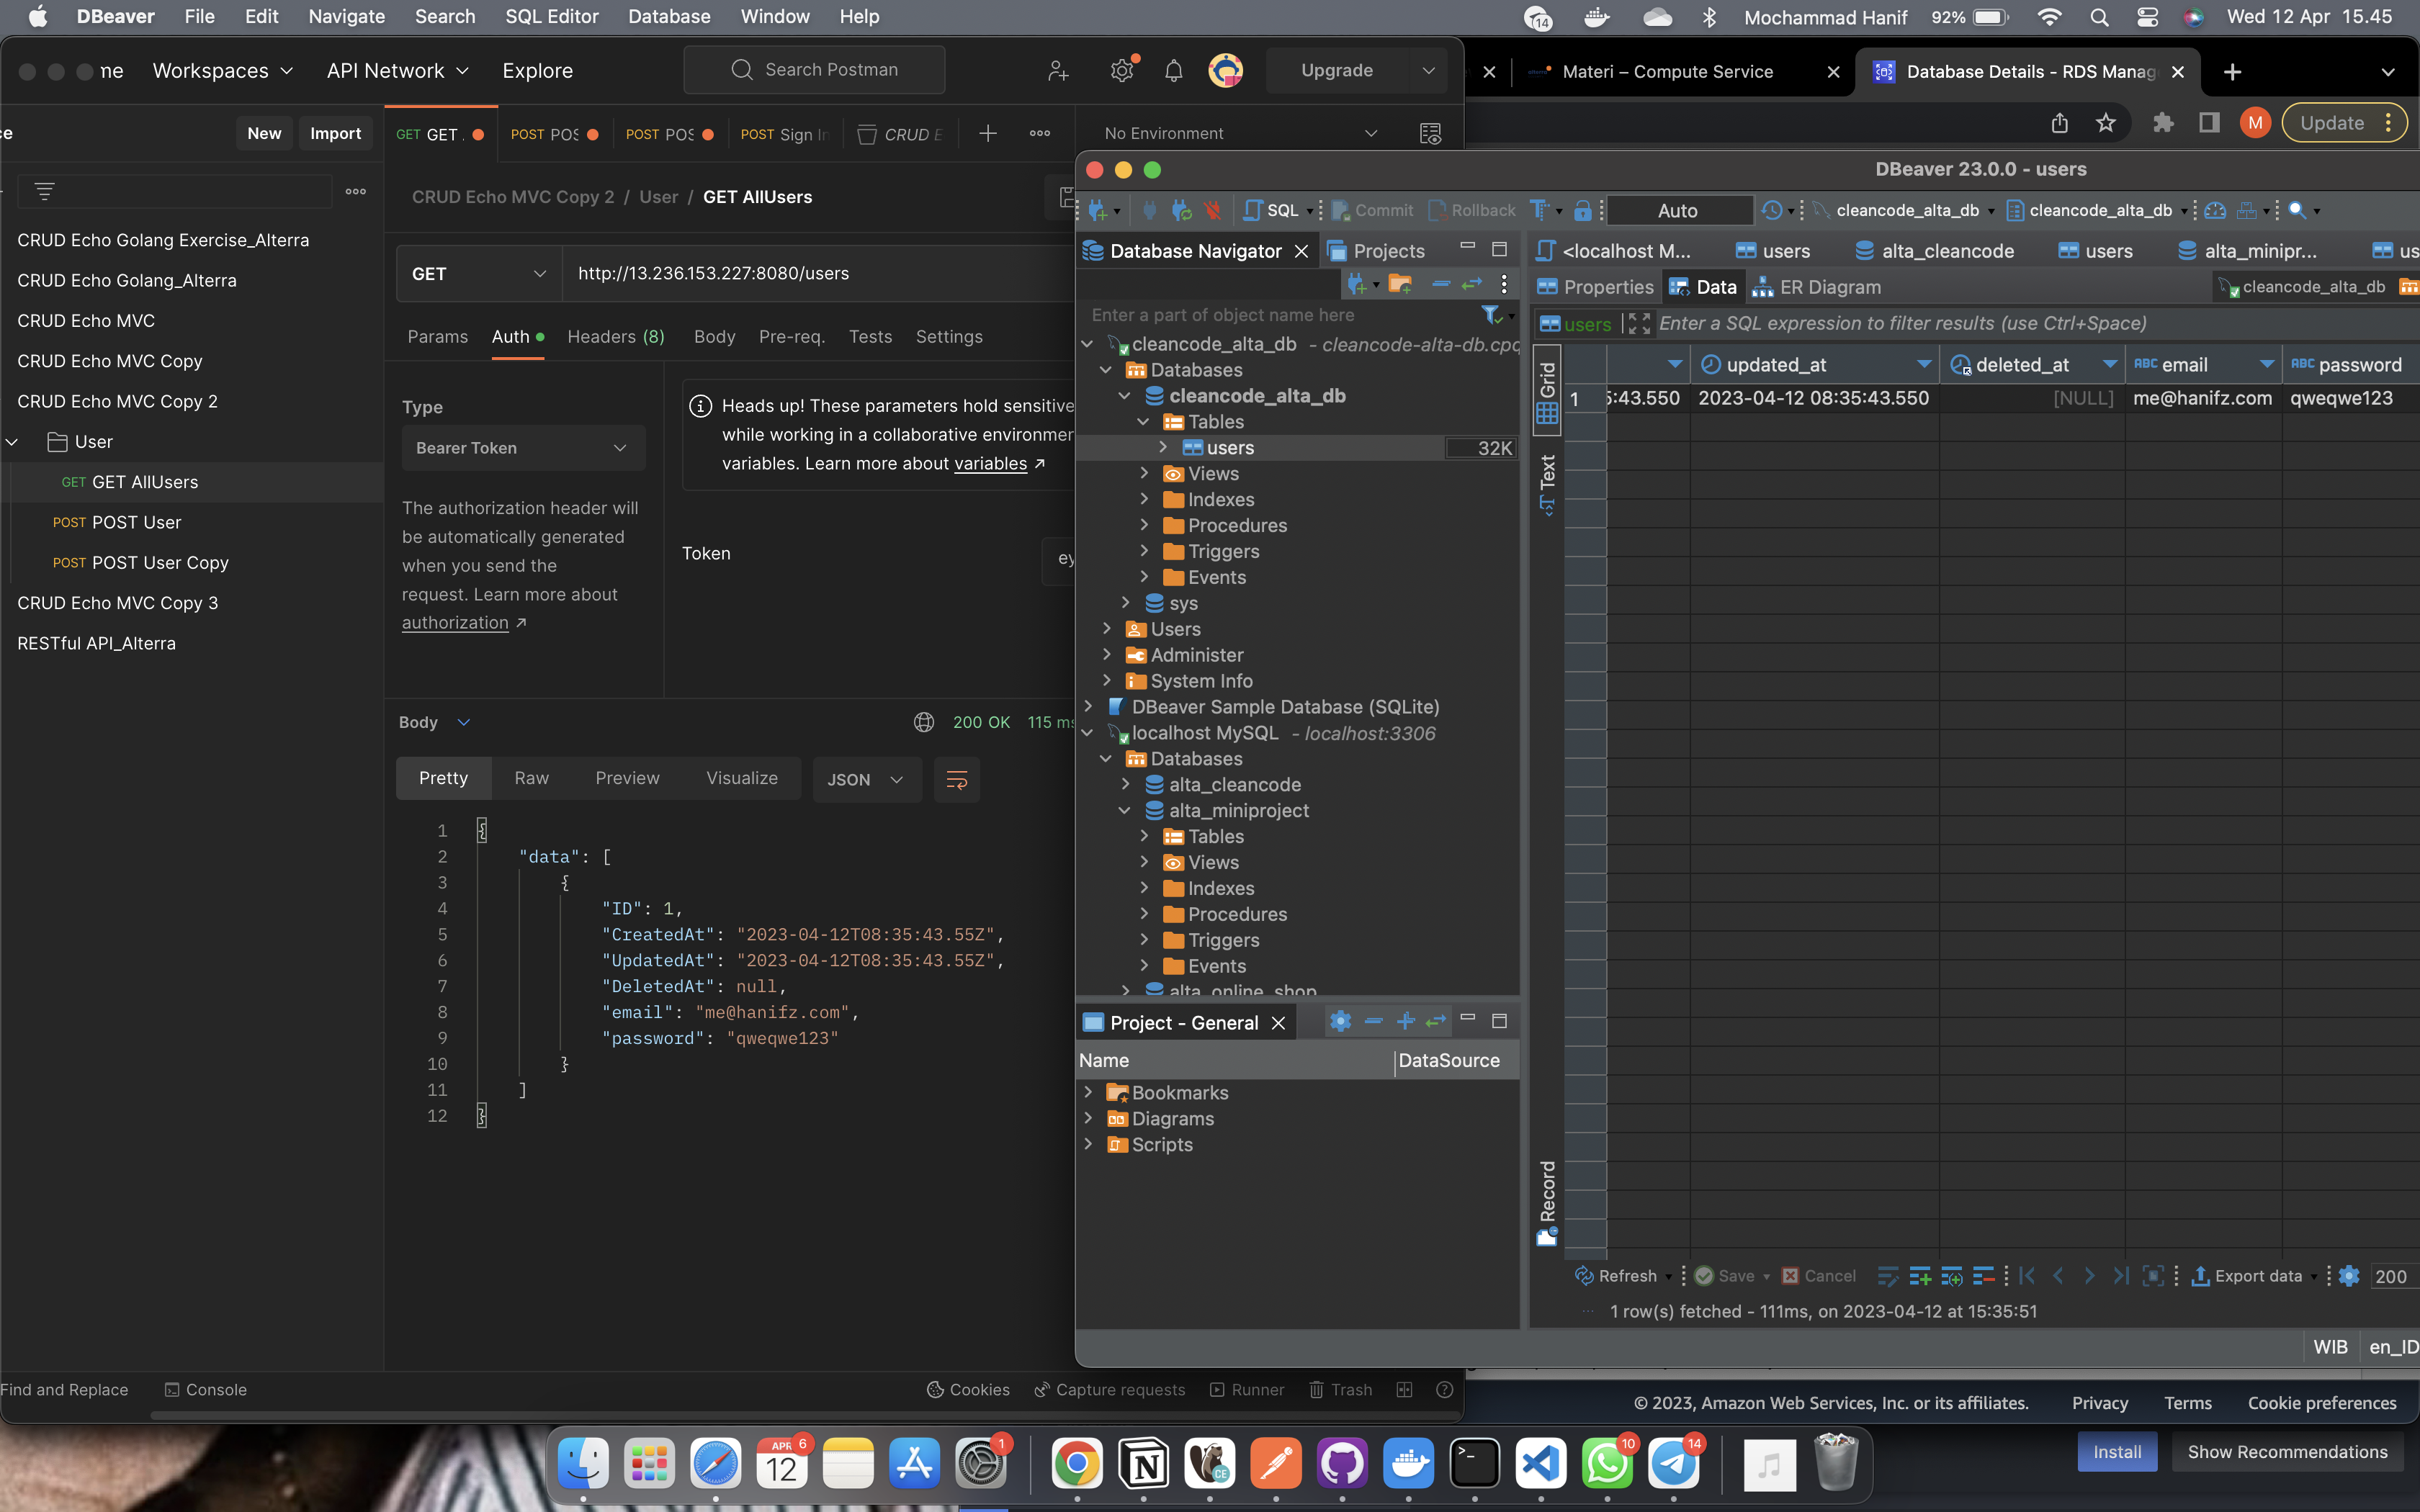 DBeaver File Edit Navigate Search SQL Editor Database Window Help
14 Mochammad Hanif 92% Wed 12 Apr 15.45
me Workspaces API Network Explore Search Postman Upgrade
Materi – Compute Service Database Details - RDS Manag
ce New Import GET GET . POST POS POST POS POST Sign In CRUD E No Environment
M Update
CRUD Echo MVC Copy 2 / User / GET AllUsers
GET http://13.236.153.227:8080/users
Params Auth Headers (8) Body Pre-req. Tests Settings
CRUD Echo Golang Exercise_Alterra
CRUD Echo Golang_Alterra
CRUD Echo MVC
CRUD Echo MVC Copy
CRUD Echo MVC Copy 2
User
GET GET AllUsers
POST POST User
POST POST User Copy
CRUD Echo MVC Copy 3
RESTful API_Alterra
Type
Bearer Token
The authorization header will
be automatically generated
when you send the
request. Learn more about
authorization ↗
Heads up! These parameters hold sensitive
while working in a collaborative environmer
variables. Learn more about variables ↗
Token ey
Body 200 OK 115 ms
Pretty Raw Preview Visualize JSON
1 {
2 "data": [
3 {
4 "ID": 1,
5 "CreatedAt": "2023-04-12T08:35:43.55Z",
6 "UpdatedAt": "2023-04-12T08:35:43.55Z",
7 "DeletedAt": null,
8 "email": "me@hanifz.com",
9 "password": "qweqwe123"
10 }
11 ]
12 }
Find and Replace Console Cookies Capture requests Runner Trash
DBeaver 23.0.0 - users
SQL Commit Rollback Auto cleancode_alta_db cleancode_alta_db
Database Navigator Projects
Enter a part of object name here
cleancode_alta_db - cleancode-alta-db.cpq
Databases
cleancode_alta_db
Tables
users 32K
Views
Indexes
Procedures
Triggers
Events
sys
Users
Administer
System Info
DBeaver Sample Database (SQLite)
localhost MySQL - localhost:3306
Databases
alta_cleancode
alta_miniproject
Tables
Views
Indexes
Procedures
Triggers
Events
alta_online_shop
Project - General
Name DataSource
Bookmarks
Diagrams
Scripts
<localhost M... users alta_cleancode users alta_minipr... us
Properties Data ER Diagram cleancode_alta_db
users Enter a SQL expression to filter results (use Ctrl+Space)
Grid
Text
Record
updated_at deleted_at ABC email ABC password
1 5:43.550 2023-04-12 08:35:43.550 [NULL] me@hanifz.com qweqwe123
Refresh Save Cancel Export data 200
1 row(s) fetched - 111ms, on 2023-04-12 at 15:35:51
WIB en_ID
© 2023, Amazon Web Services, Inc. or its affiliates. Privacy Terms Cookie preferences
Install Show Recommendations
APR 12 6 1 CE 10 14